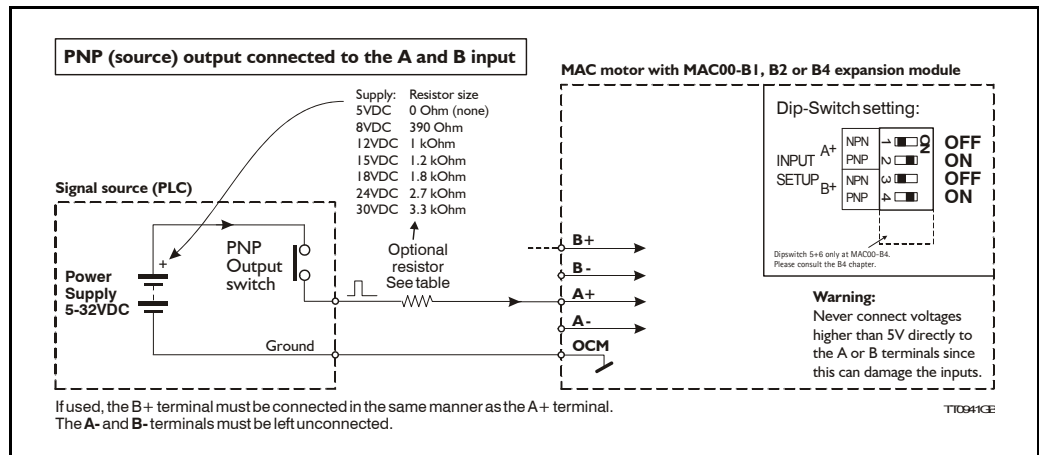 PNP (source) output connected to the A and B input
MAC motor with MAC00-B1, B2 or B4 expansion module
Supply: Resistor size
5VDC 0 Ohm (none)
8VDC 390 Ohm
12VDC 1 kOhm
15VDC 1.2 kOhm
18VDC 1.8 kOhm
24VDC 2.7 kOhm
30VDC 3.3 kOhm
Signal source (PLC)
+
Power
Supply
5-32VDC
PNP
Output
switch
Ground
Optional
resistor
See table
B+
B -
A+
A -
OCM
Dip-Switch setting:
INPUT
SETUP
A+
B+
NPN 1 OFF
PNP 2 ON
NPN 3 OFF
PNP 4 ON
ON
Dipswitch 5+6 only at MAC00-B4.
Please consult the B4 chapter.
Warning:
Never connect voltages
higher than 5V directly to
the A or B terminals since
this can damage the inputs.
If used, the B+ terminal must be connected in the same manner as the A+ terminal.
The A- and B- terminals must be left unconnected.
TT0941GE